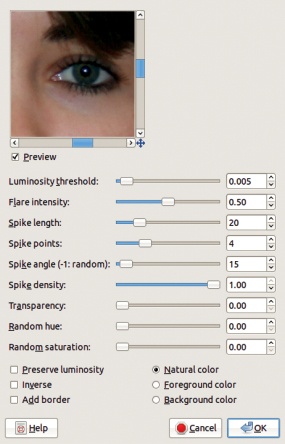 Preview
Luminosity threshold: 0.005
Flare intensity: 0.50
Spike length: 20
Spike points: 4
Spike angle (-1: random): 15
Spike density: 1.00
Transparency: 0.00
Random hue: 0.00
Random saturation: 0.00
Preserve luminosity Natural color
Inverse Foreground color
Add border Background color
Help Cancel OK